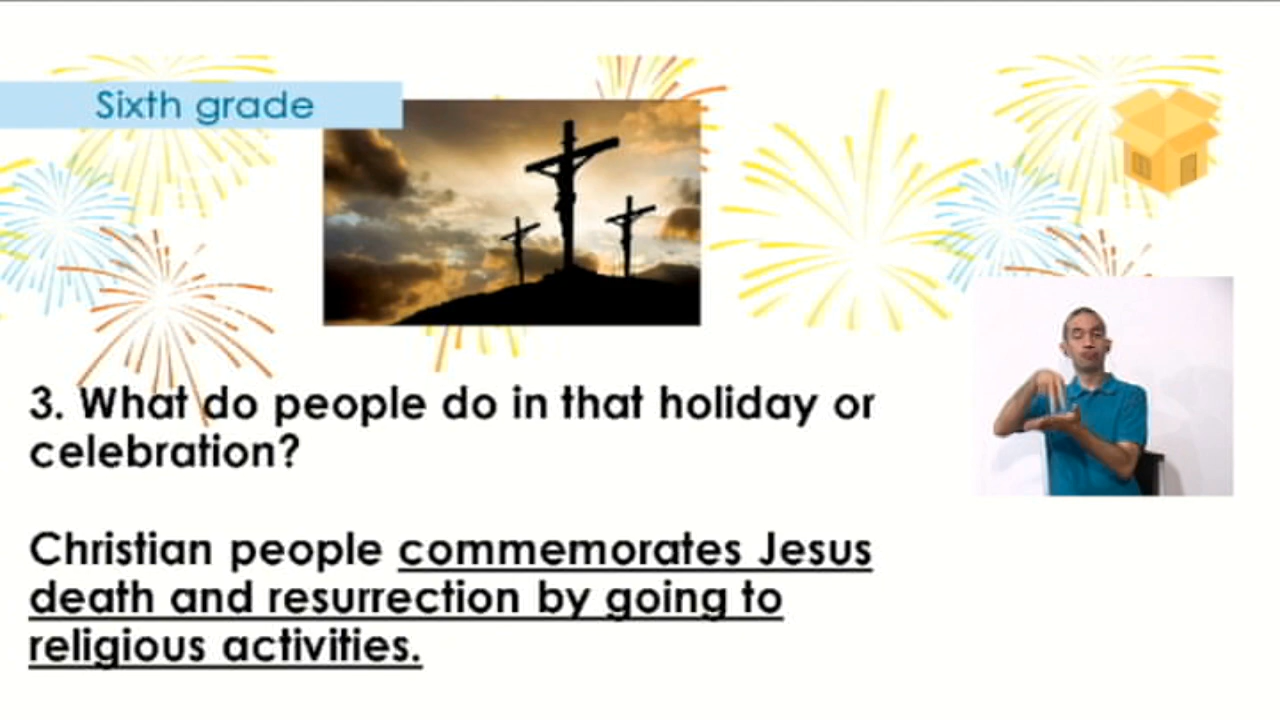 Sixth grade
3. What do people do in that holiday or
celebration?
Christian people commemorates Jesus
death and resurrection by going to
religious activities.